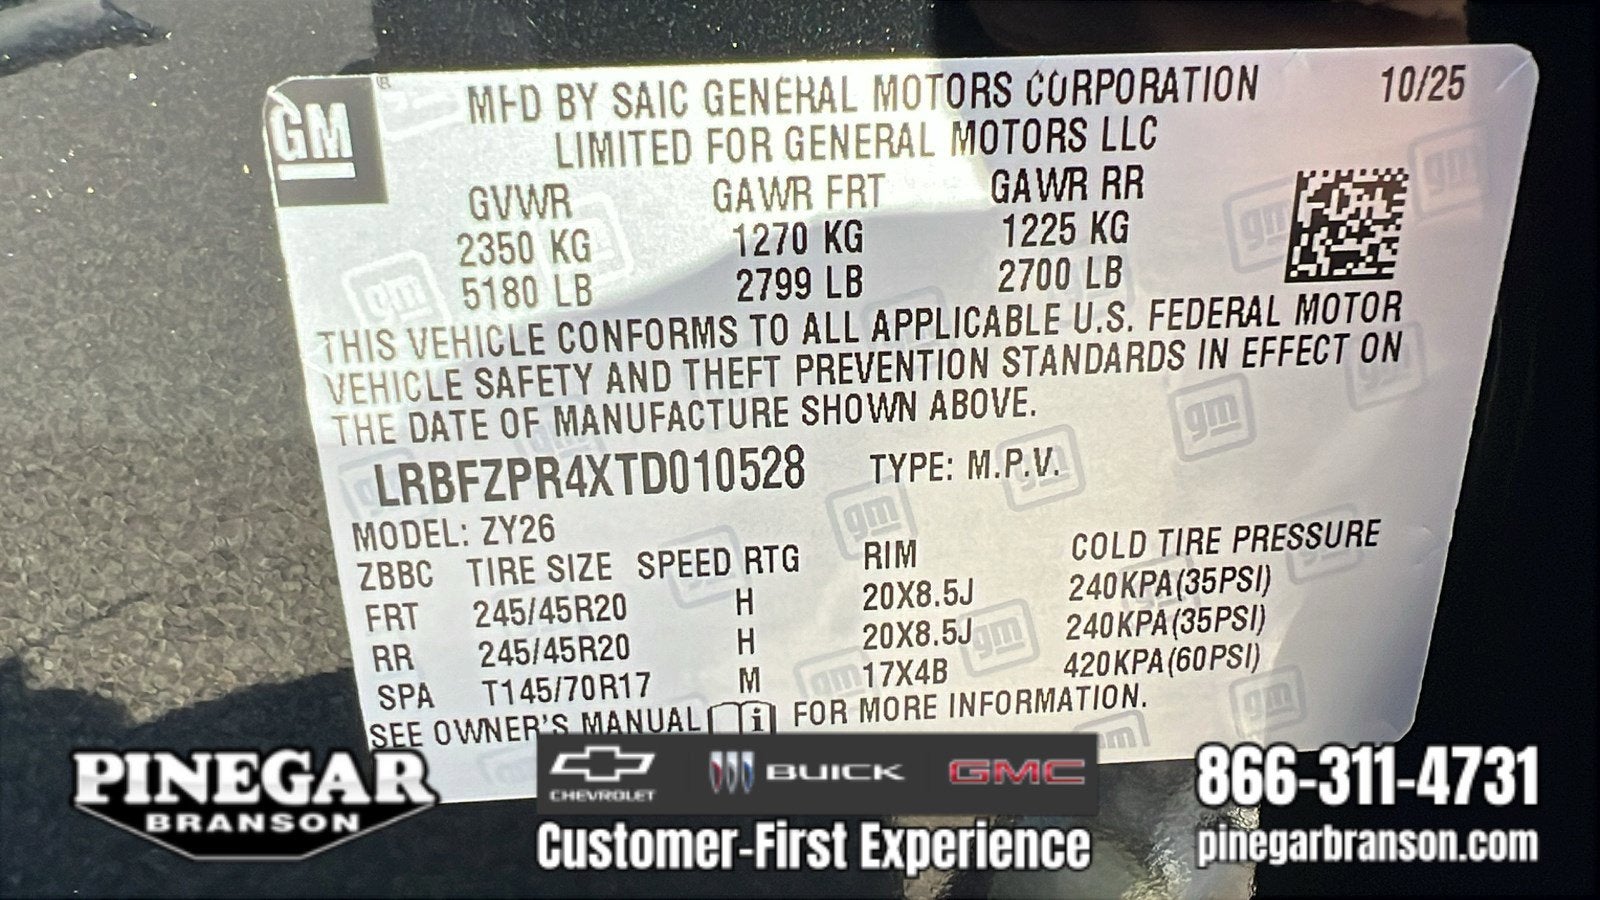 GM
MFD BY SAIC GENERAL MOTORS CORPORATION 10/25
LIMITED FOR GENERAL MOTORS LLC
GVWR GAWR FRT GAWR RR
2350 KG 1270 KG 1225 KG
5180 LB 2799 LB 2700 LB
THIS VEHICLE CONFORMS TO ALL APPLICABLE U.S. FEDERAL MOTOR
VEHICLE SAFETY AND THEFT PREVENTION STANDARDS IN EFFECT ON
THE DATE OF MANUFACTURE SHOWN ABOVE.
LRBFZPR4XTD010528 TYPE: M.P.V.
MODEL: ZY26
ZBBC TIRE SIZE SPEED RTG RIM COLD TIRE PRESSURE
FRT 245/45R20 H 20X8.5J 240KPA(35PSI)
RR 245/45R20 H 20X8.5J 240KPA(35PSI)
SPA T145/70R17 M 17X4B 420KPA(60PSI)
SEE OWNER'S MANUAL i FOR MORE INFORMATION.
PINEGAR
BRANSON
CHEVROLET BUICK GMC
Customer-First Experience
866-311-4731
pinegarbranson.com